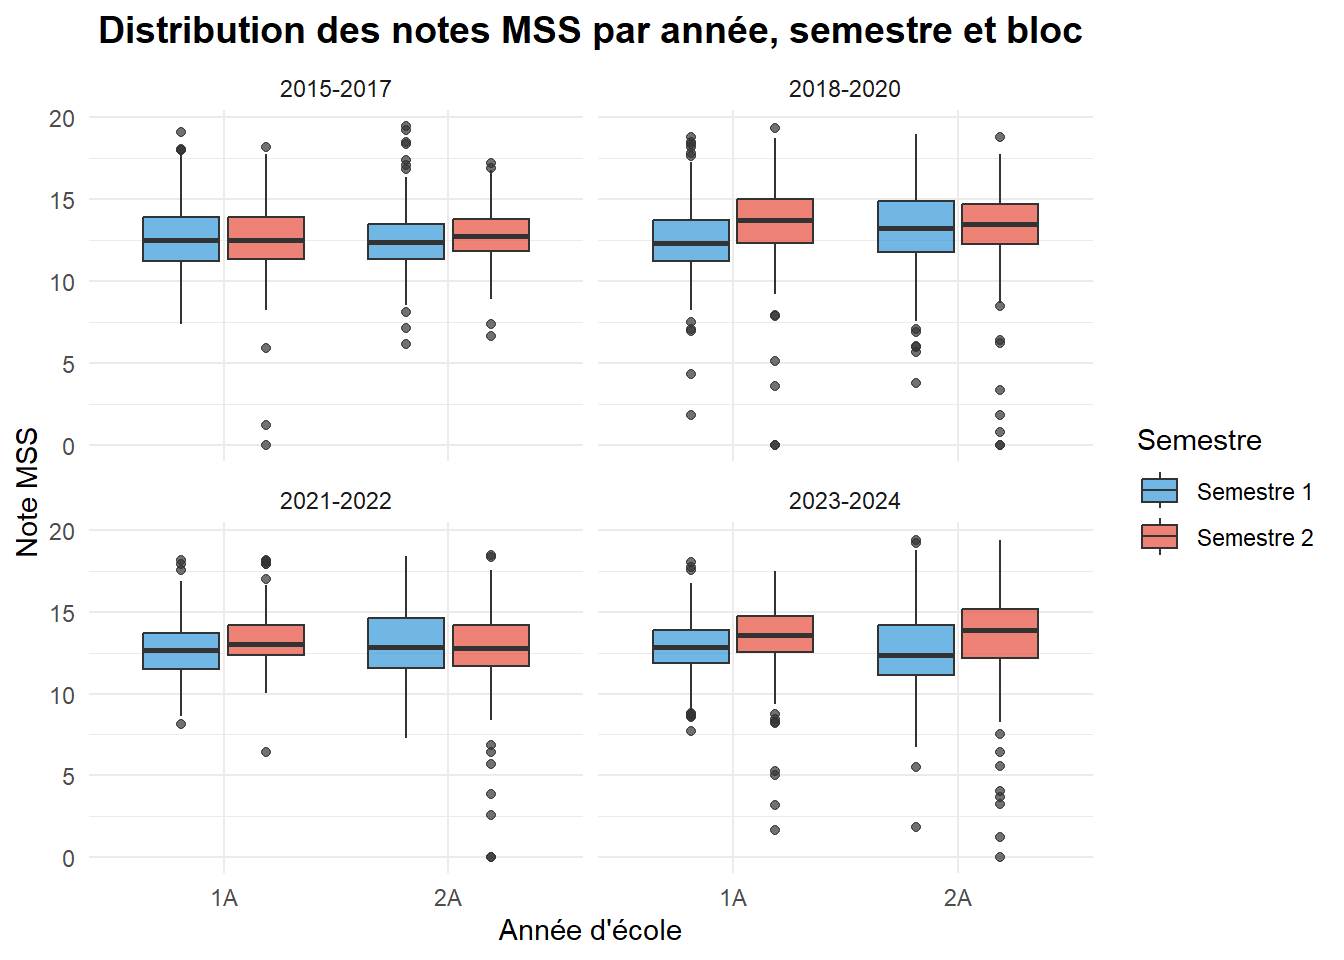 Distribution des notes MSS par année, semestre et bloc
2015-2017
2018-2020
20
15
10
5
0
2021-2022
2023-2024
20
15
10
5
0
1A
2A
1A
2A
Année d'école
Note MSS
Semestre
Semestre 1
Semestre 2